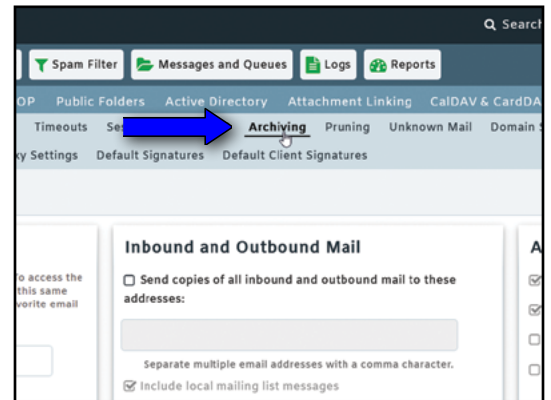 Search
Spam Filter Messages and Queues Logs Reports
OP Public Folders Active Directory Attachment Linking CalDAV & CardDA
Timeouts Archiving Pruning Unknown Mail Domain
xy Settings Default Signatures Default Client Signatures
Inbound and Outbound Mail
to access the
this same
vorite email
Send copies of all inbound and outbound mail to these
addresses:
Separate multiple email addresses with a comma character.
Include local mailing list messages